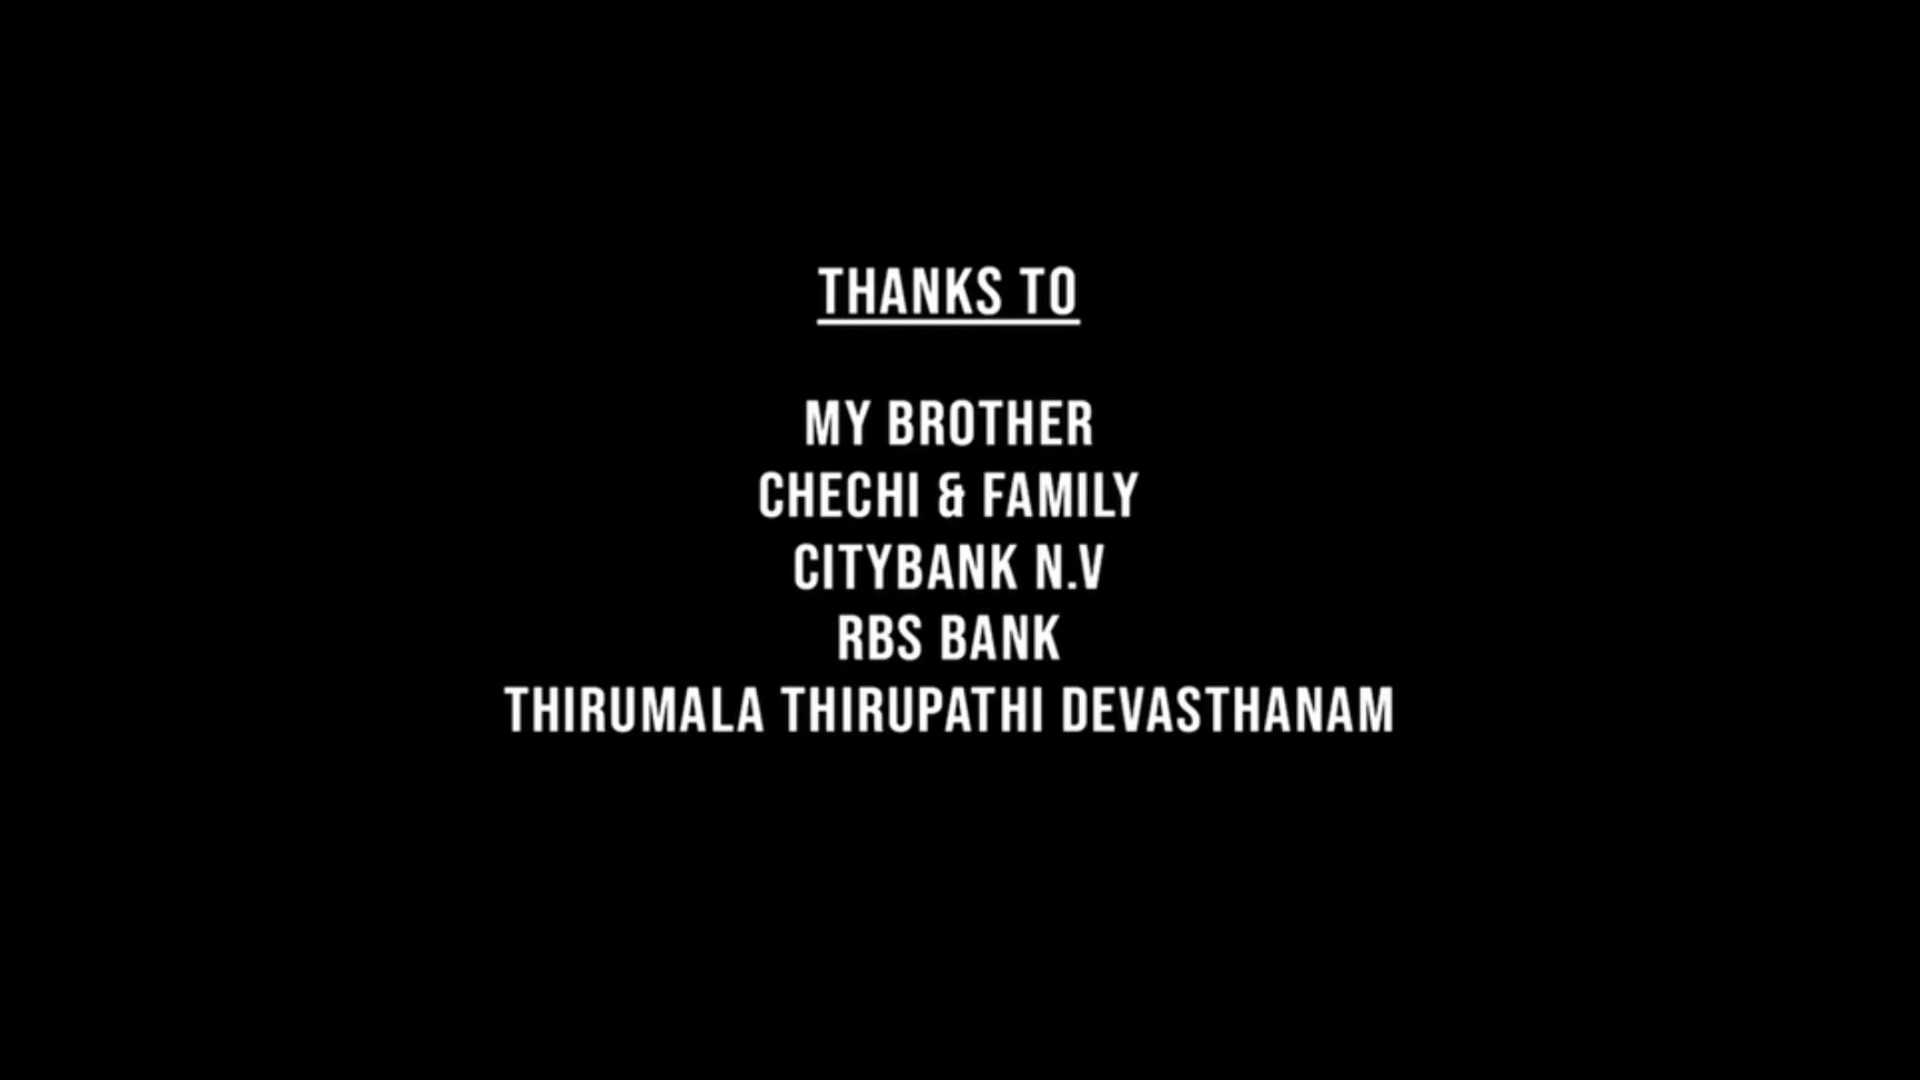 THANKS TO
MY BROTHER
CHECHI & FAMILY
CITYBANK N.V
RBS BANK
THIRUMALA THIRUPATHI DEVASTHANAM